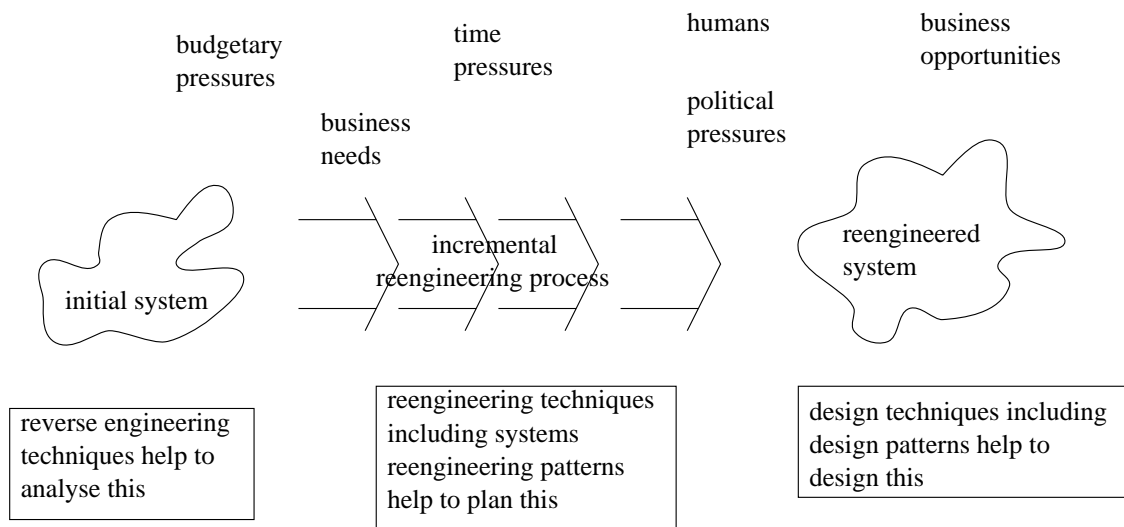 budgetary
pressures
time
pressures
humans
business
opportunities
business
needs
political
pressures
initial system
incremental
reengineering process
reengineered
system
reverse engineering
techniques help to
analyse this
reengineering techniques
including systems
reengineering patterns
help to plan this
design techniques including
design patterns help to
design this